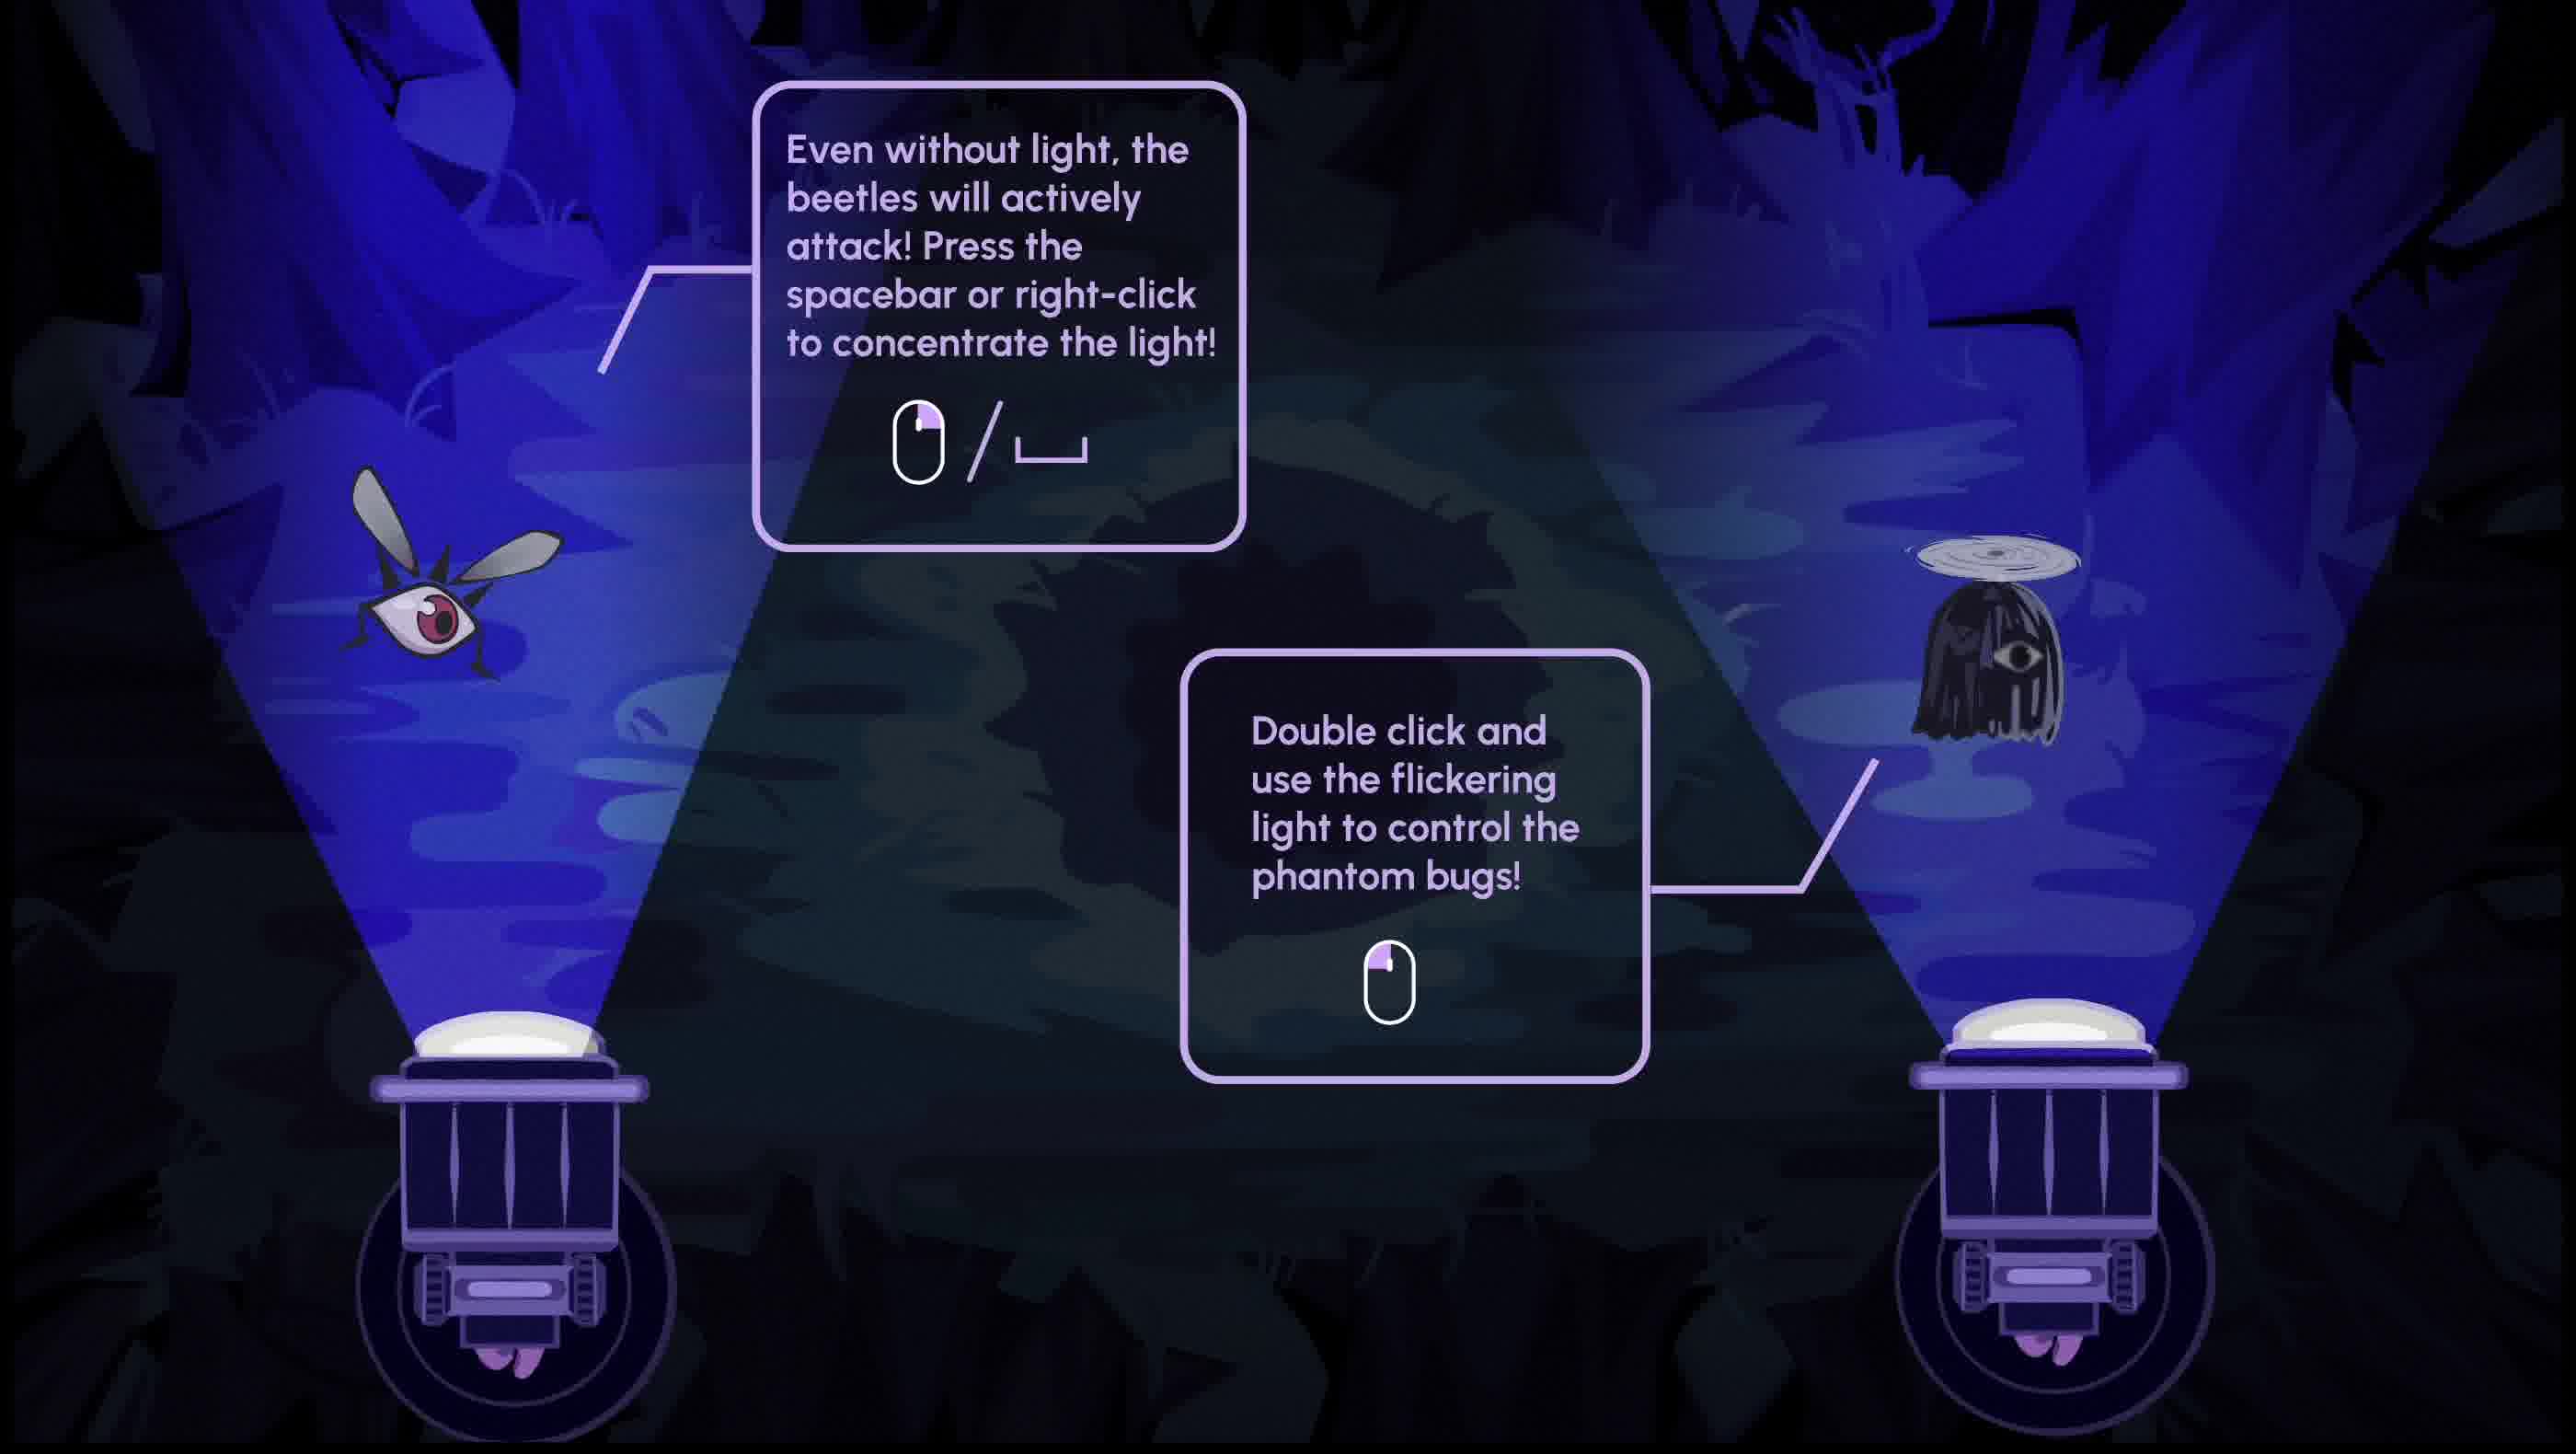 Even without light, the
beetles will actively
attack! Press the
spacebar or right-click
to concentrate the light!
Double click and
use the flickering
light to control the
phantom bugs!